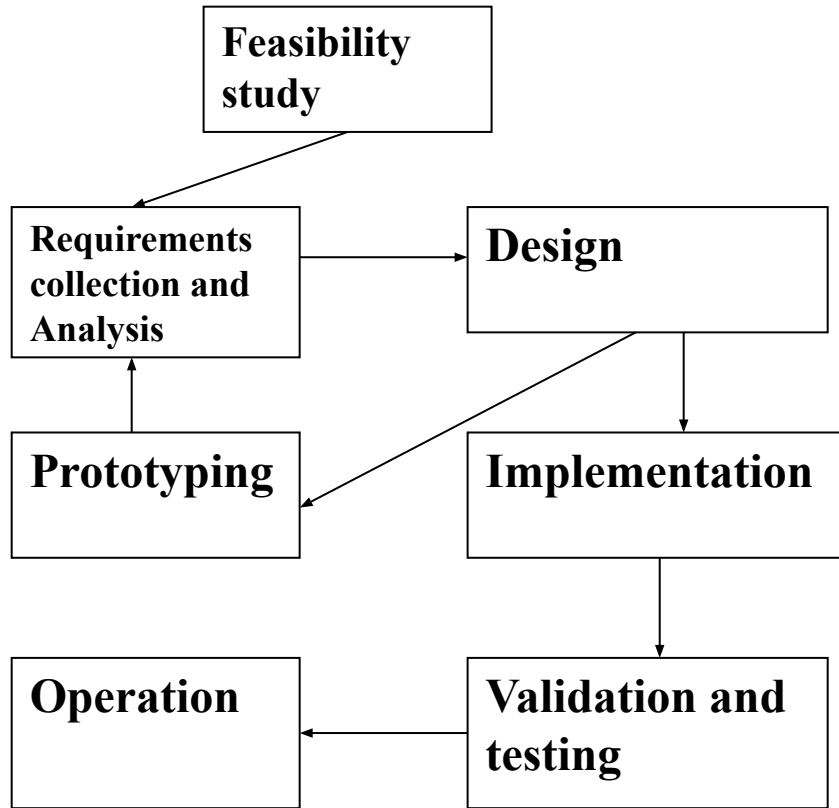 Feasibility
study
Requirements
collection and
Analysis
Design
Prototyping
Implementation
Operation
Validation and
testing